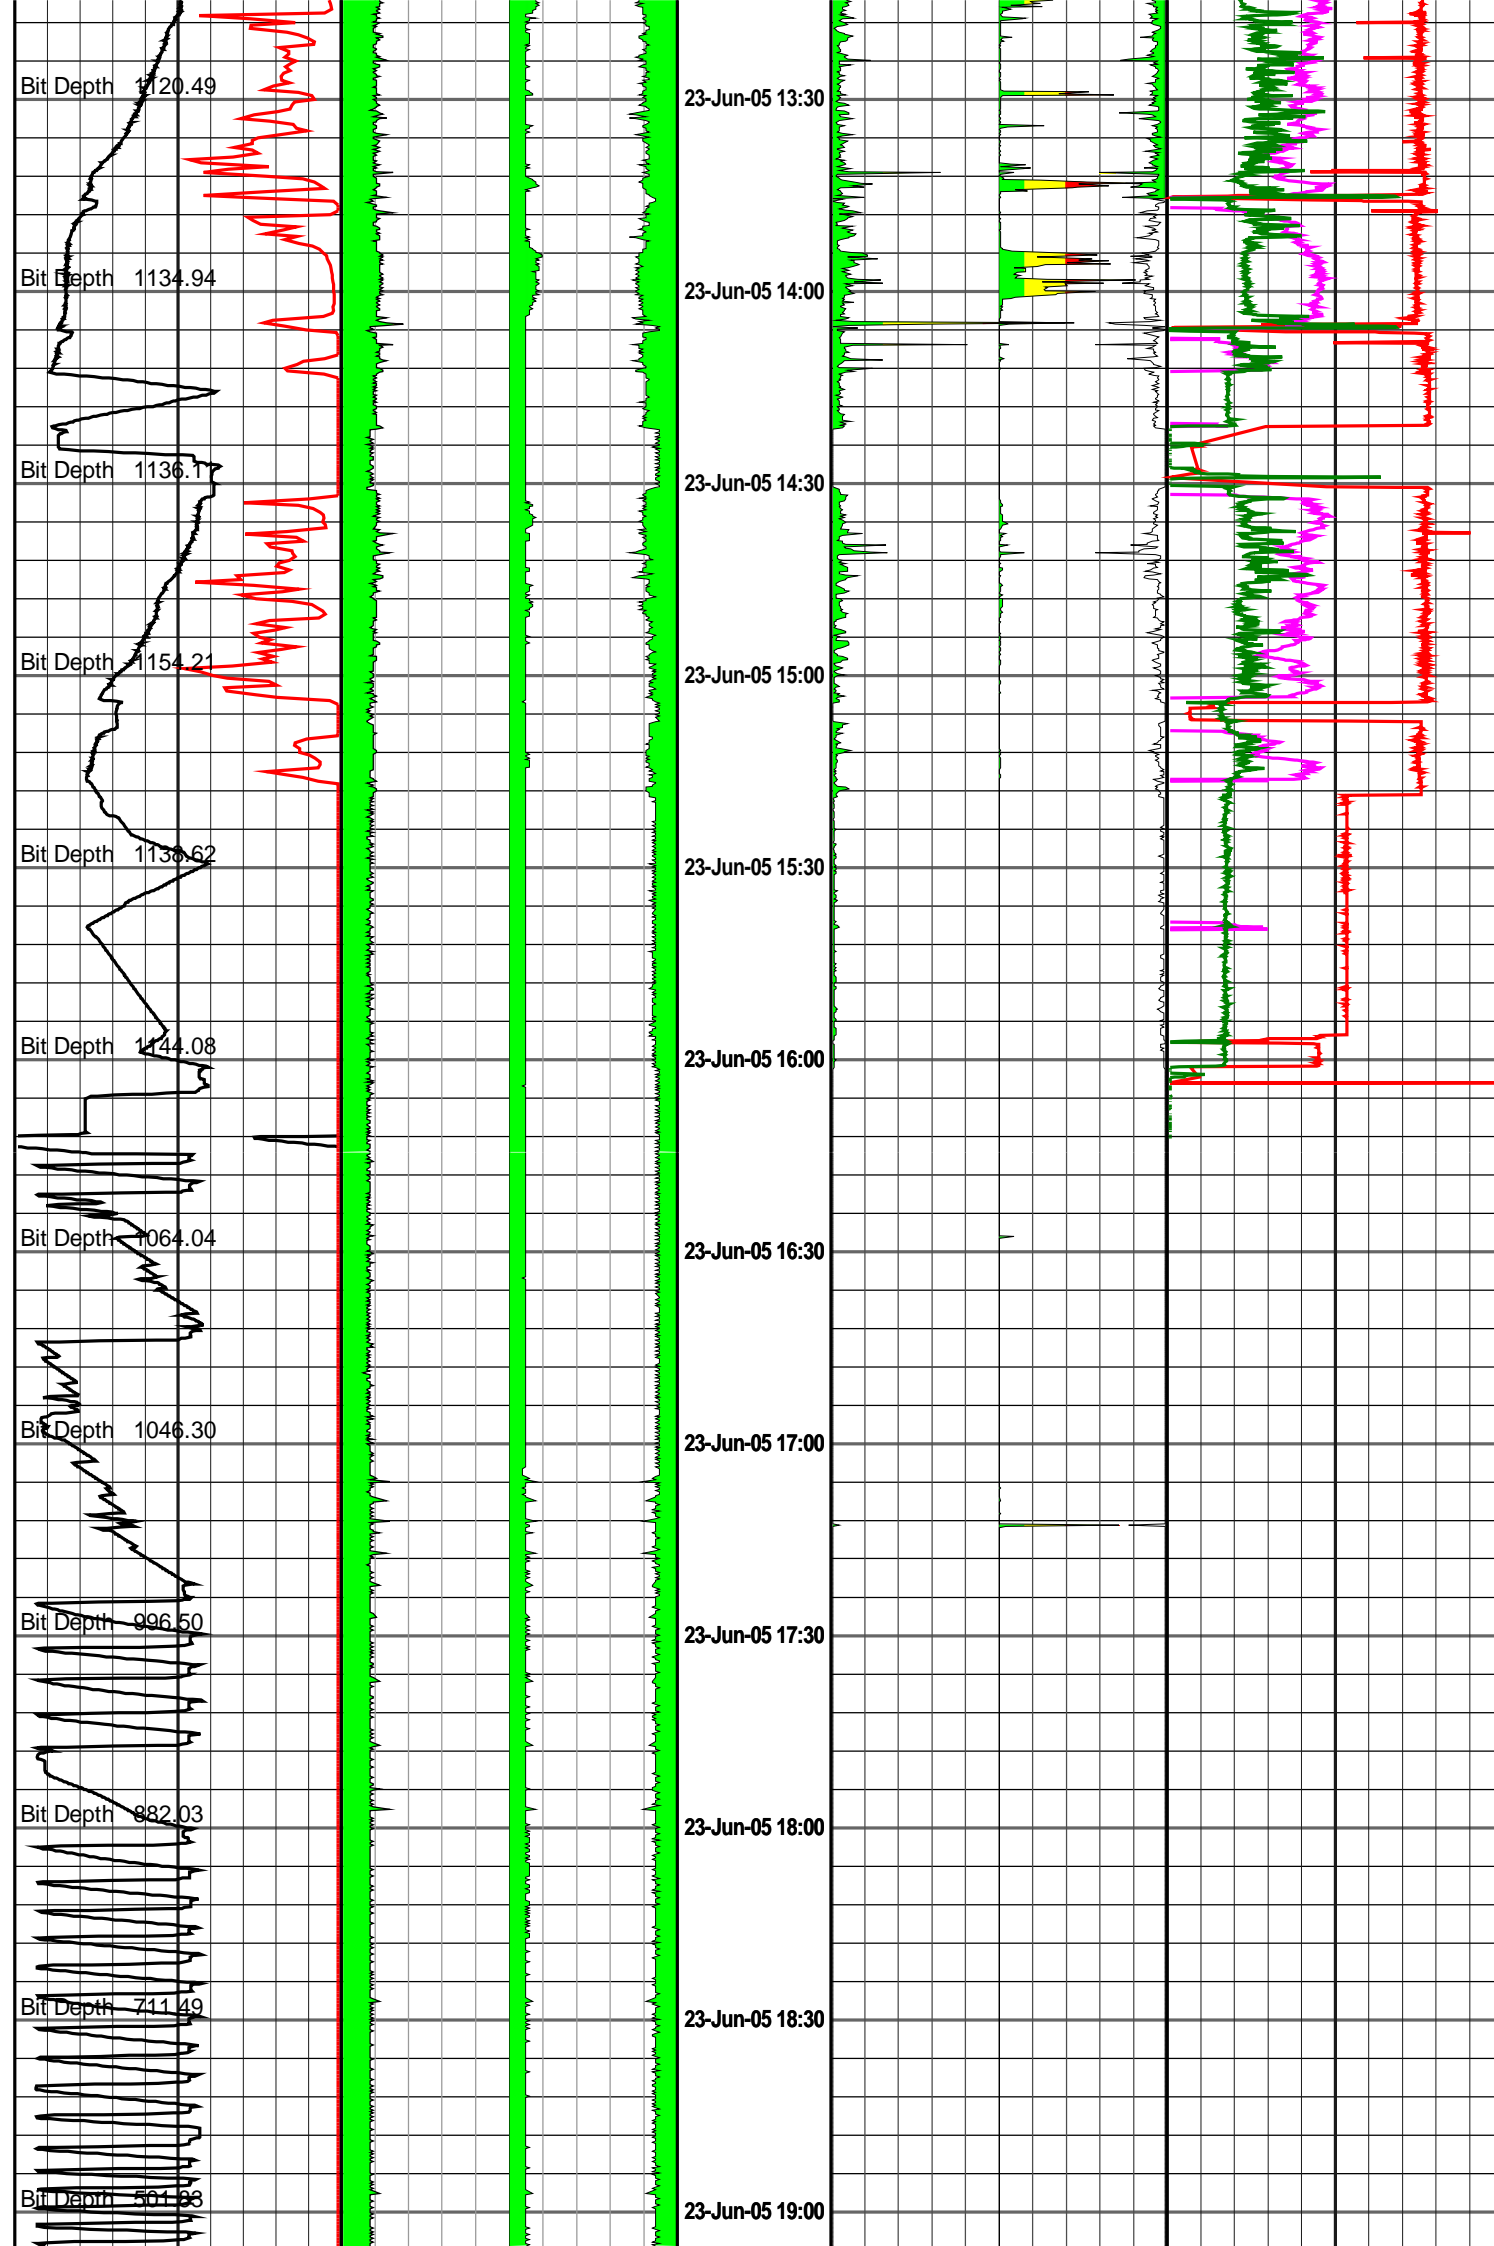 Bit Depth 1120.49
23-Jun-05 13:30
Bit Depth 1134.94
23-Jun-05 14:00
Bit Depth 1136.11
23-Jun-05 14:30
Bit Depth 1154.21
23-Jun-05 15:00
Bit Depth 1138.62
23-Jun-05 15:30
Bit Depth 1144.08
23-Jun-05 16:00
Bit Depth 1064.04
23-Jun-05 16:30
Bit Depth 1046.30
23-Jun-05 17:00
Bit Depth 996.50
23-Jun-05 17:30
Bit Depth 882.03
23-Jun-05 18:00
Bit Depth 711.49
23-Jun-05 18:30
Bit Depth
23-Jun-05 19:00